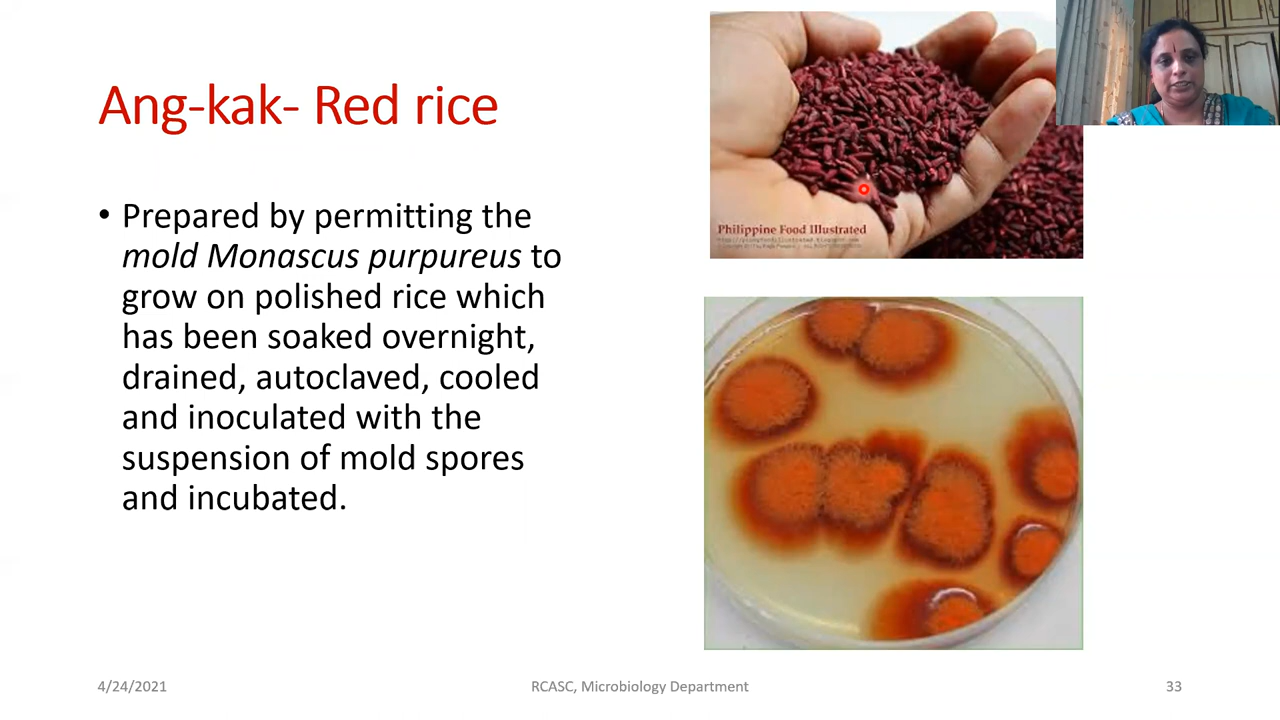 Ang-kak- Red rice
• Prepared by permitting the
mold Monascus purpureus to
grow on polished rice which
has been soaked overnight,
drained, autoclaved, cooled
and inoculated with the
suspension of mold spores
and incubated.
Philippine Food Illustrated
4/24/2021
RCASC, Microbiology Department
33